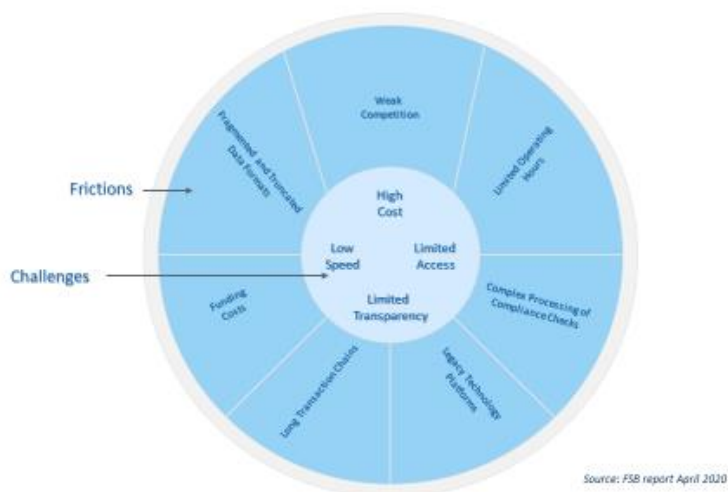 Weak
Competition
Limited Operating
Hours
Complex Processing of
Compliance Checks
Legacy Technology
Platforms
Long Transaction Chains
Funding
Costs
Fragmented and Truncated
Data Formats
High
Cost
Low
Speed
Limited
Access
Limited
Transparency
Frictions
Challenges
Source: FSB report April 2020